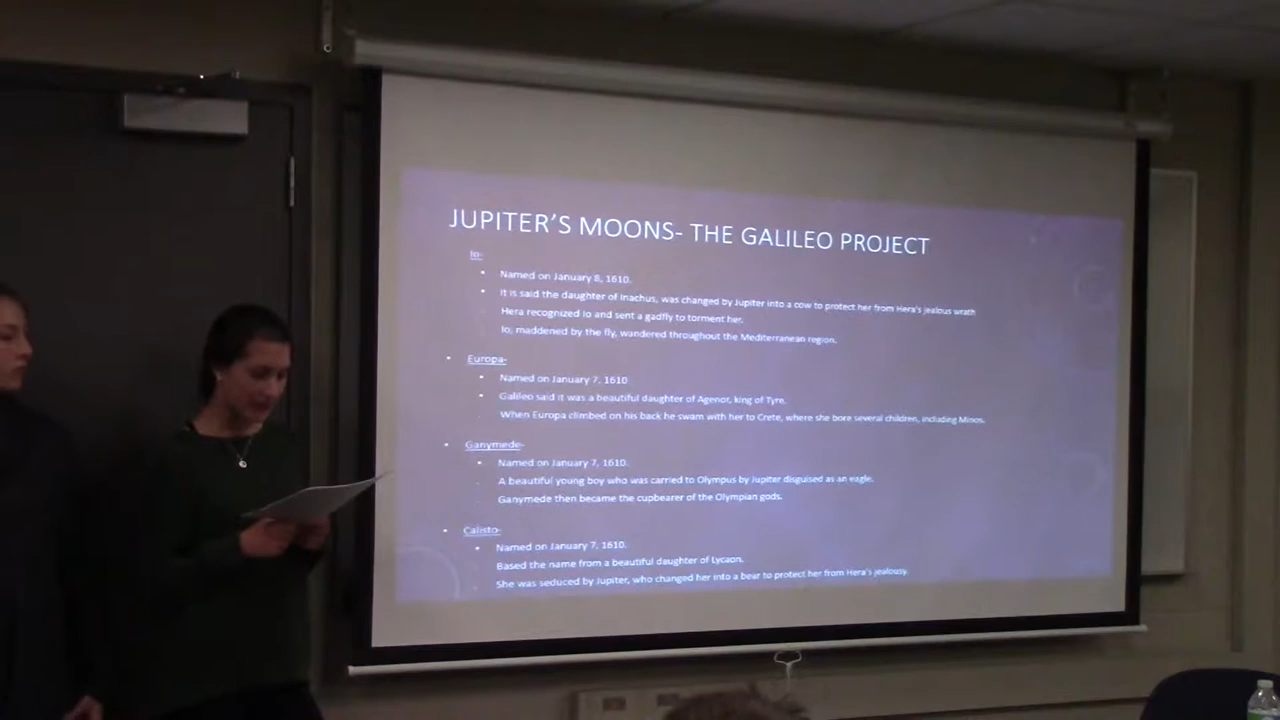 JUPITER'S MOONS- THE GALILEO PROJECT
Io-
Named on January 8, 1610.
It is said the daughter of Inachus, was changed by Jupiter into a cow to protect her from Hera's jealous wrath
Hera recognized Io and sent a gadfly to torment her.
Io, maddened by the fly, wandered throughout the Mediterranean region.
Europa-
Named on January 7, 1610
Galileo said it was a beautiful daughter of Agenor, king of Tyre.
When Europa climbed on his back he swam with her to Crete, where she bore several children, including Minos.
Ganymede-
Named on January 7, 1610.
A beautiful young boy who was carried to Olympus by Jupiter disguised as an eagle.
Ganymede then became the cupbearer of the Olympian gods.
Calisto-
Named on January 7, 1610.
Based the name from a beautiful daughter of Lycaon.
She was seduced by Jupiter, who changed her into a bear to protect her from Hera's jealousy.